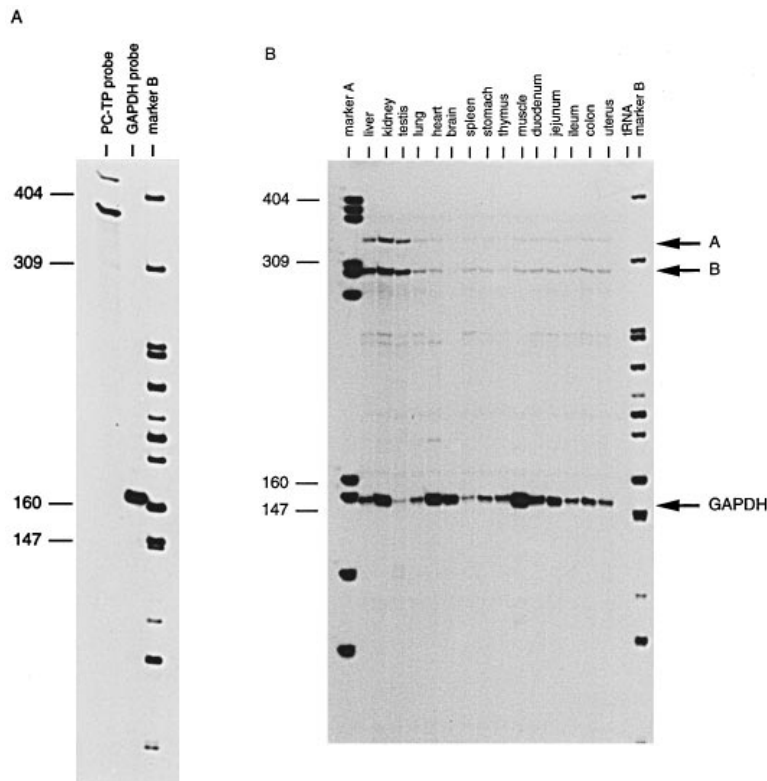 A
PC-TP probe
GAPDH probe
marker B
404
309
160
147
B
marker A
liver
kidney
testis
lung
heart
brain
spleen
stomach
thymus
muscle
duodenum
jejunum
ileum
colon
uterus
tRNA
marker B
404
309
160
147
A
B
GAPDH